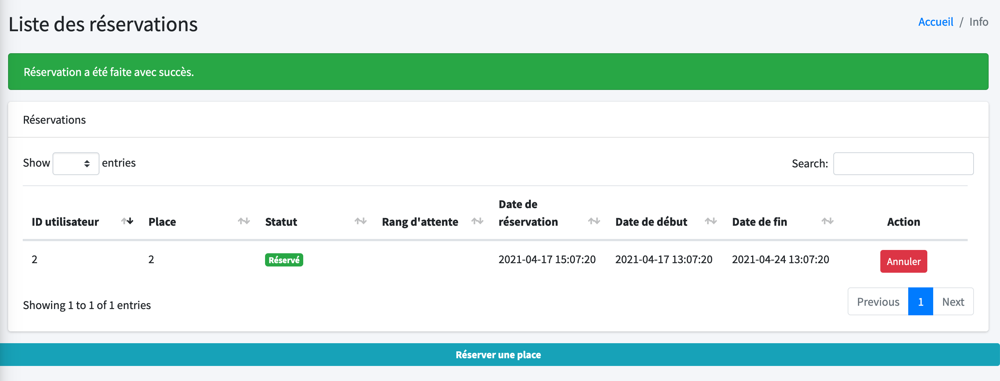 Liste des réservations
Accueil / Info
Réservation a été faite avec succès.
Réservations
Show entries
Search:
ID utilisateur Place Statut Rang d'attente Date de réservation Date de début Date de fin Action
2 2 Réservé 2021-04-17 15:07:20 2021-04-17 13:07:20 2021-04-24 13:07:20 Annuler
Showing 1 to 1 of 1 entries
Previous 1 Next
Réserver une place